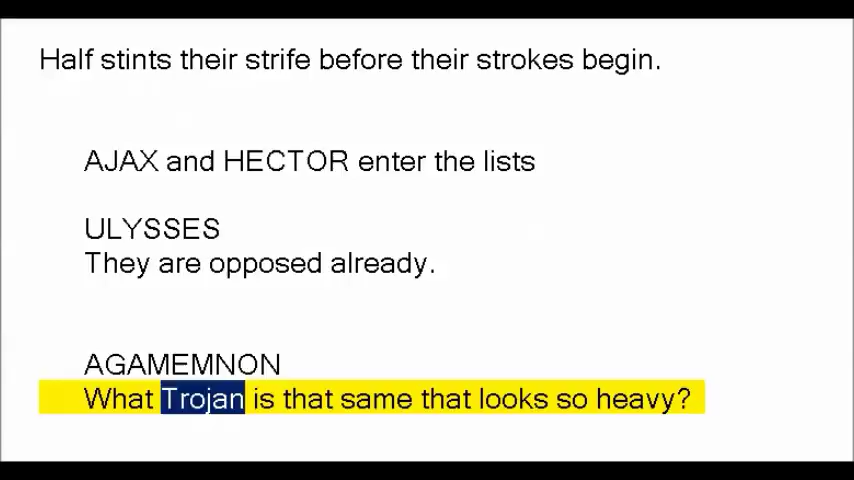 Half stints their strife before their strokes begin.
AJAX and HECTOR enter the lists
ULYSSES
They are opposed already.
AGAMEMNON
What Trojan is that same that looks so heavy?